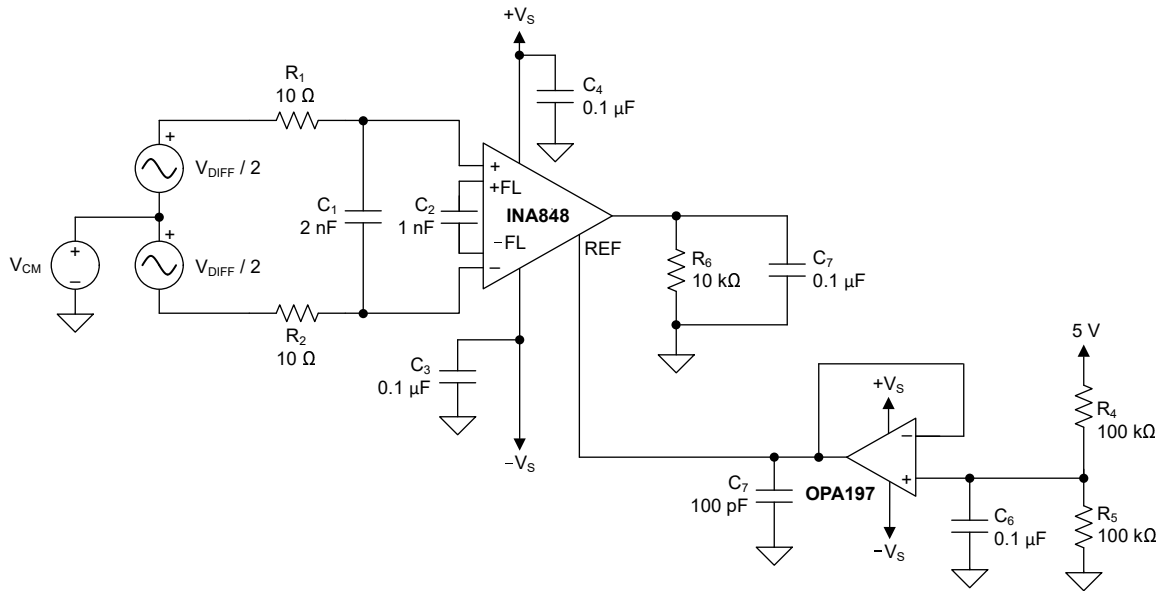 +VS
C4
0.1 µF
R1
10 Ω
+
VDIFF / 2
+
+FL
C1
2 nF
C2
1 nF
INA848
−FL
−
REF
+
VDIFF / 2
VCM
+
−
R2
10 Ω
R6
10 kΩ
C7
0.1 µF
C3
0.1 µF
−VS
5 V
+VS
R4
100 kΩ
−
+
OPA197
C7
100 pF
−VS
C6
0.1 µF
R5
100 kΩ